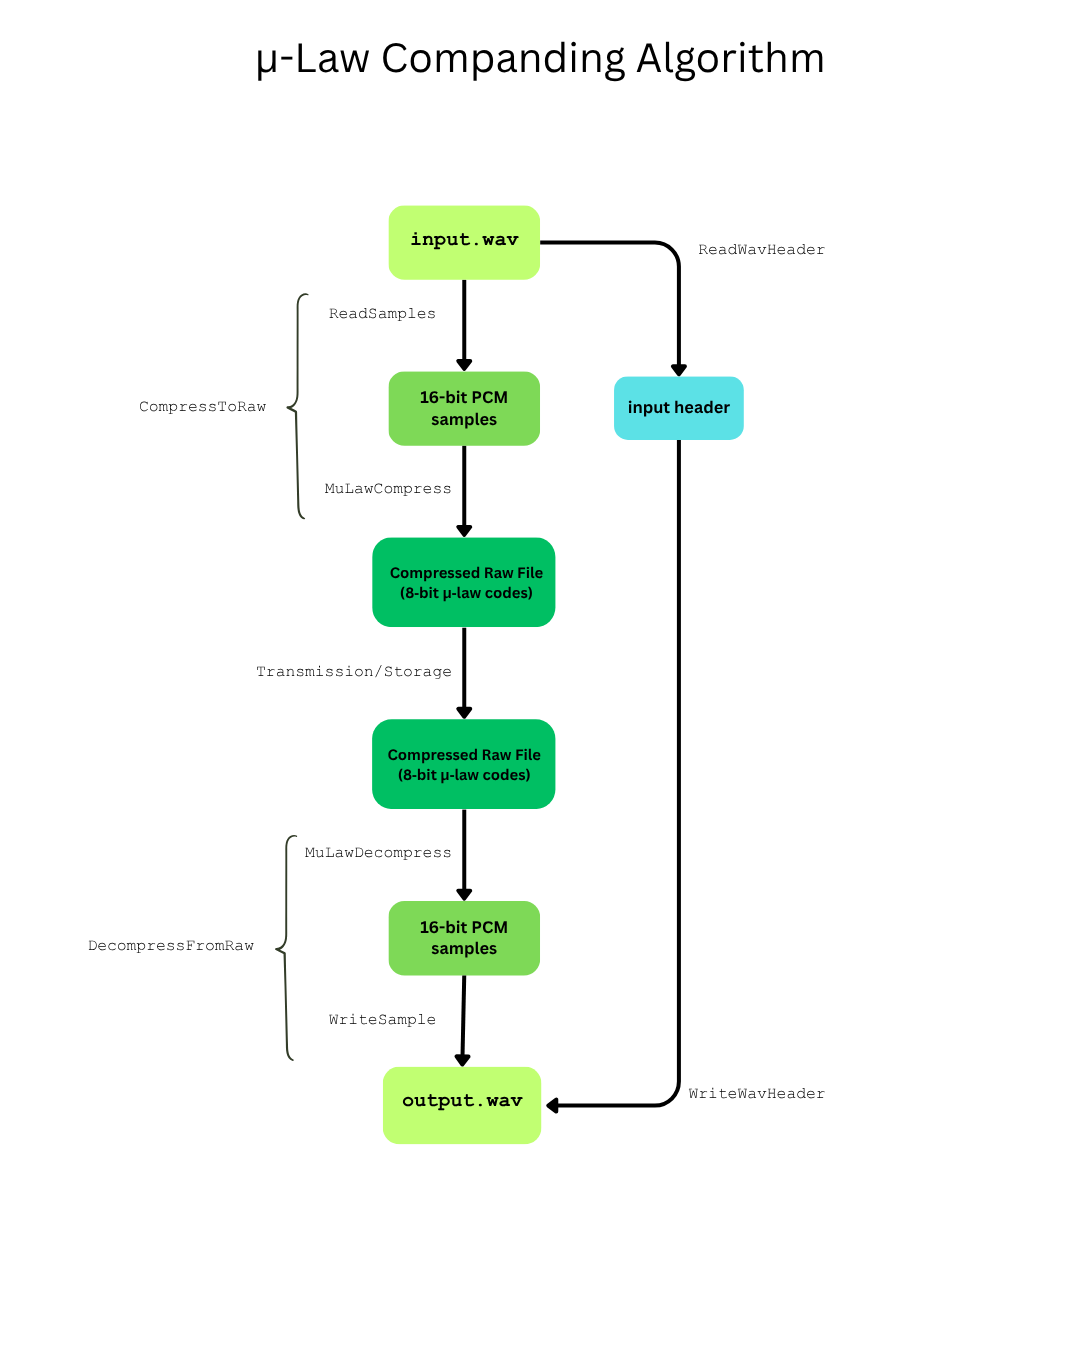 μ-Law Companding Algorithm
input.wav
ReadWavHeader
ReadSamples
16-bit PCM
samples
input header
CompressToRaw
MuLawCompress
Compressed Raw File
(8-bit μ-law codes)
Transmission/Storage
Compressed Raw File
(8-bit μ-law codes)
MuLawDecompress
16-bit PCM
samples
DecompressFromRaw
WriteSample
output.wav
WriteWavHeader